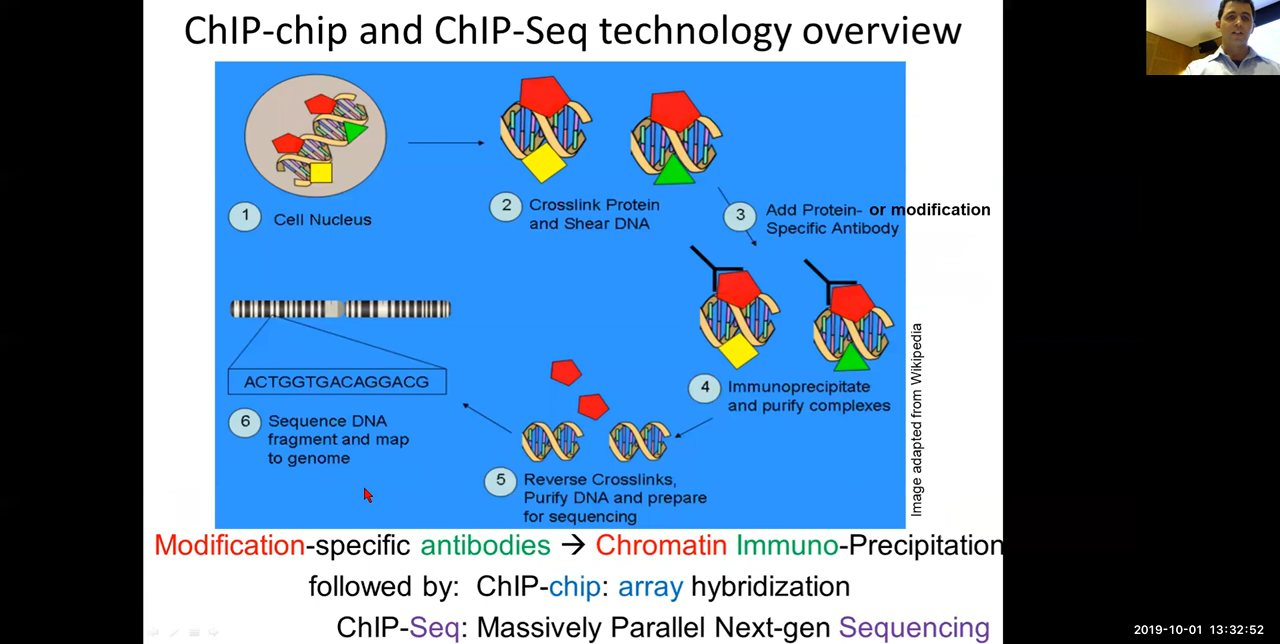 ChIP-chip and ChIP-Seq technology overview
1 Cell Nucleus
2 Crosslink Protein
and Shear DNA
3 Add Protein- or modification
Specific Antibody
4 Immunoprecipitate
and purify complexes
5 Reverse Crosslinks,
Purify DNA and prepare
for sequencing
ACTGGTGACAGGACG
6 Sequence DNA
fragment and map
to genome
Image adapted from Wikipedia
Modification-specific antibodies → Chromatin Immuno-Precipitation
followed by: ChIP-chip: array hybridization
ChIP-Seq: Massively Parallel Next-gen Sequencing
2019-10-01 13:32:52